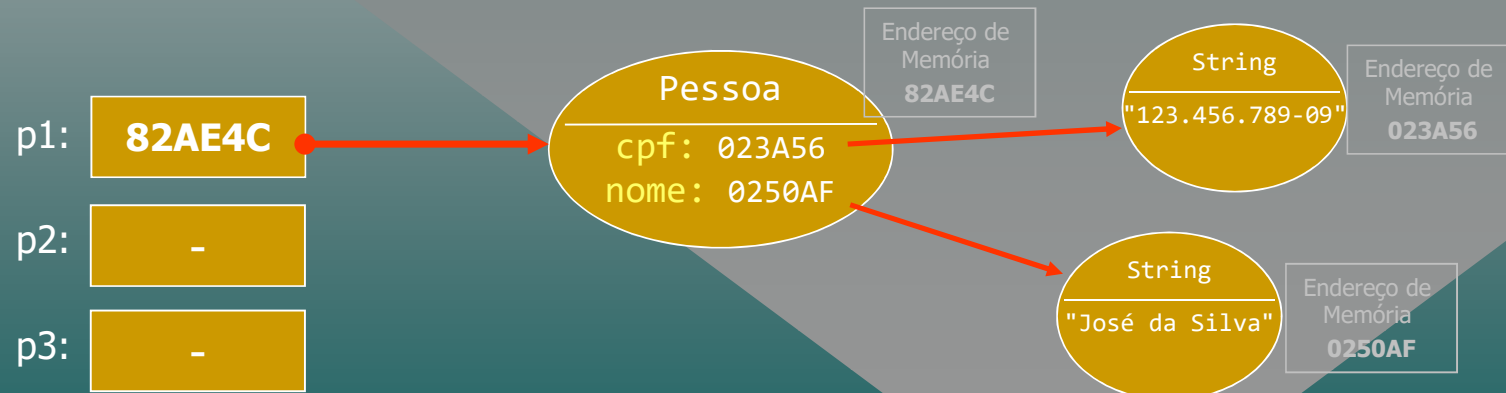 p1:
82AE4C
p2:
-
p3:
-
Pessoa
cpf: 023A56
nome: 0250AF
Endereço de
Memória
82AE4C
String
"123.456.789-09"
Endereço de
Memória
023A56
String
"José da Silva"
Endereço de
Memória
0250AF